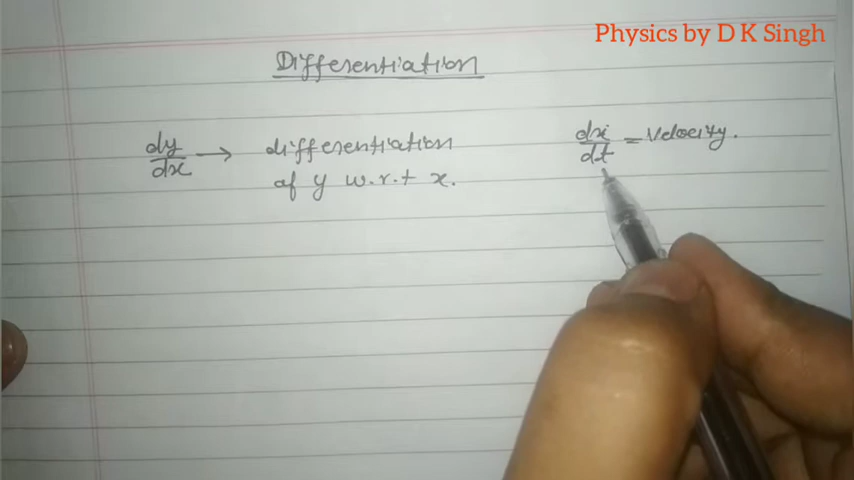 Physics by D K Singh
Differentiation
dy/dx → differentiation
of y w.r.t x.
dx/dt = Velocity.